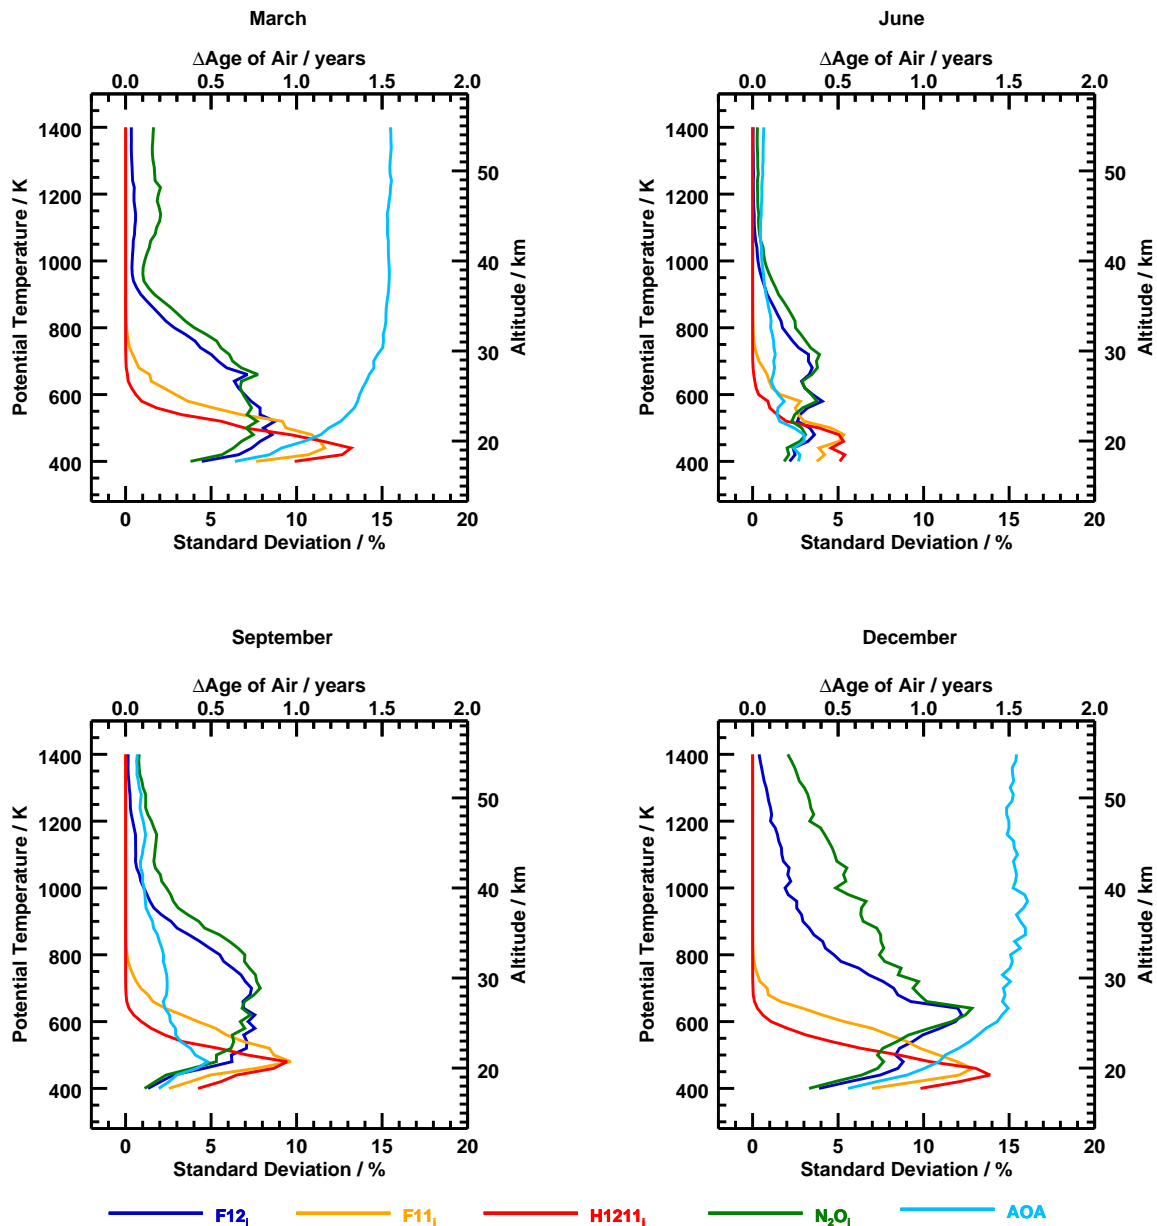 March
June
ΔAge of Air / years
ΔAge of Air / years
0.0 0.5 1.0 1.5 2.0
0.0 0.5 1.0 1.5 2.0
1400
1200
1000
800
600
400
Potential Temperature / K
50
40
30
20
Altitude / km
1400
1200
1000
800
600
400
Potential Temperature / K
50
40
30
20
Altitude / km
0 5 10 15 20
0 5 10 15 20
Standard Deviation / %
Standard Deviation / %
September
December
ΔAge of Air / years
ΔAge of Air / years
0.0 0.5 1.0 1.5 2.0
0.0 0.5 1.0 1.5 2.0
1400
1200
1000
800
600
400
Potential Temperature / K
50
40
30
20
Altitude / km
1400
1200
1000
800
600
400
Potential Temperature / K
50
40
30
20
Altitude / km
0 5 10 15 20
0 5 10 15 20
Standard Deviation / %
Standard Deviation / %
F12ᵢ F11ᵢ H1211ᵢ N₂Oᵢ AOA